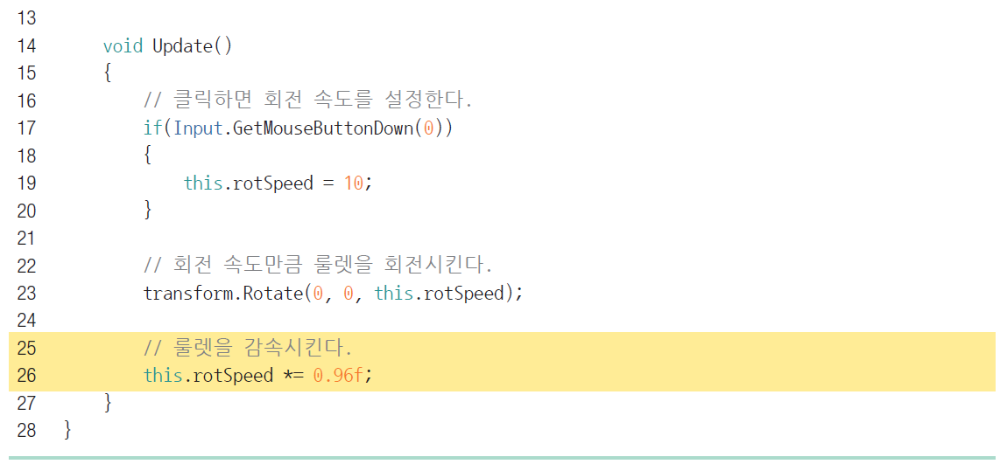 13
14 void Update()
15 {
16 // 클릭하면 회전 속도를 설정한다.
17 if(Input.GetMouseButtonDown(0))
18 {
19 this.rotSpeed = 10;
20 }
21
22 // 회전 속도만큼 룰렛을 회전시킨다.
23 transform.Rotate(0, 0, this.rotSpeed);
24
25 // 룰렛을 감속시킨다.
26 this.rotSpeed *= 0.96f;
27 }
28 }